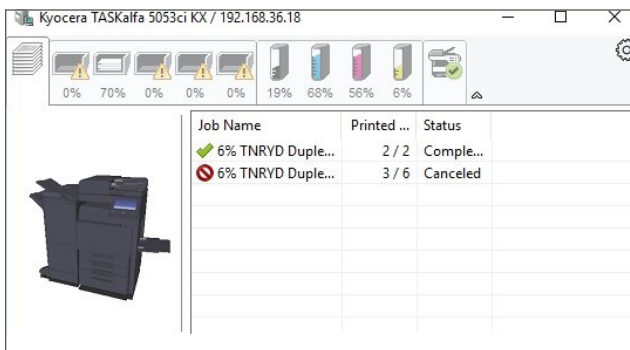 Kyocera TASKalfa 5053ci KX / 192.168.36.18
0% 70% 0% 0% 0% 19% 68% 56% 6%
Job Name Printed ... Status
6% TNRYD Duple... 2 / 2 Comple...
6% TNRYD Duple... 3 / 6 Canceled